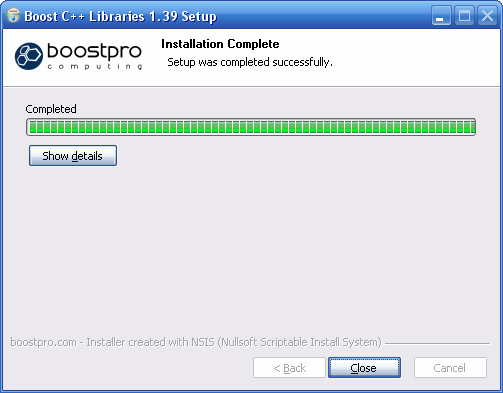 Boost C++ Libraries 1.39 Setup
boostpro
computing
Installation Complete
Setup was completed successfully.
Completed
Show details
boostpro.com - Installer created with NSIS (Nullsoft Scriptable Install System)
< Back
Close
Cancel